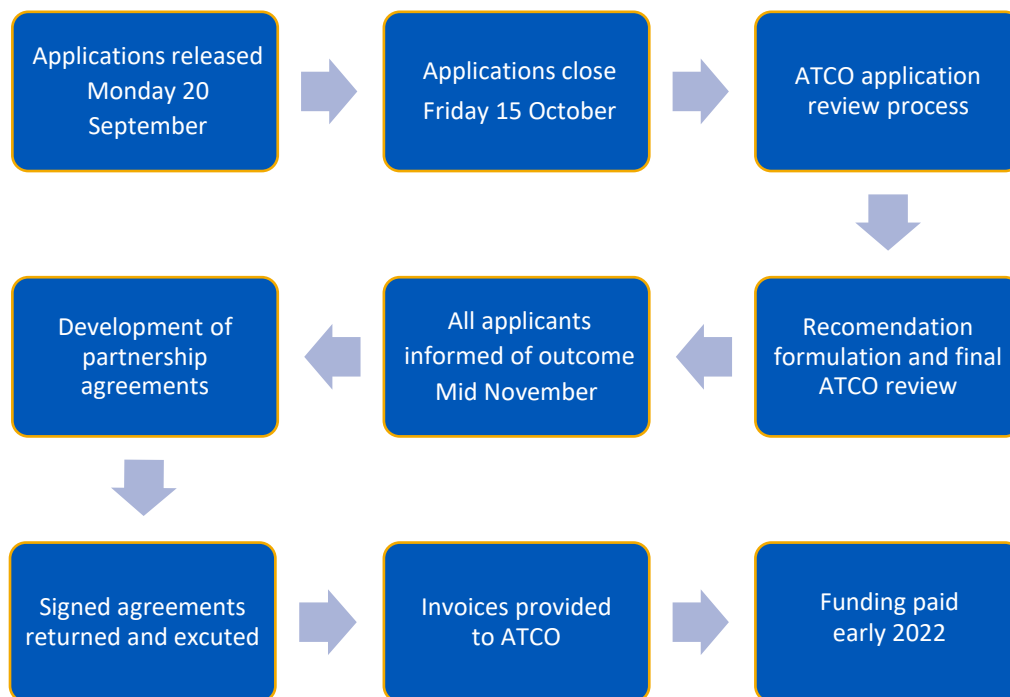 Applications released
Monday 20
September
Applications close
Friday 15 October
ATCO application
review process
Recomendation
formulation and final
ATCO review
All applicants
informed of outcome
Mid November
Development of
partnership
agreements
Signed agreements
returned and excuted
Invoices provided
to ATCO
Funding paid
early 2022